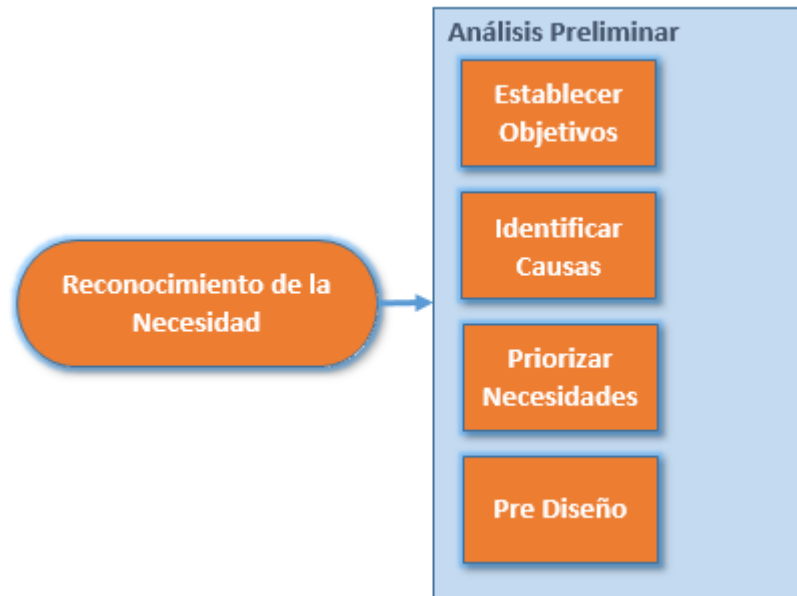 Análisis Preliminar
Establecer
Objetivos
Identificar
Causas
Reconocimiento de la
Necesidad
Priorizar
Necesidades
Pre Diseño